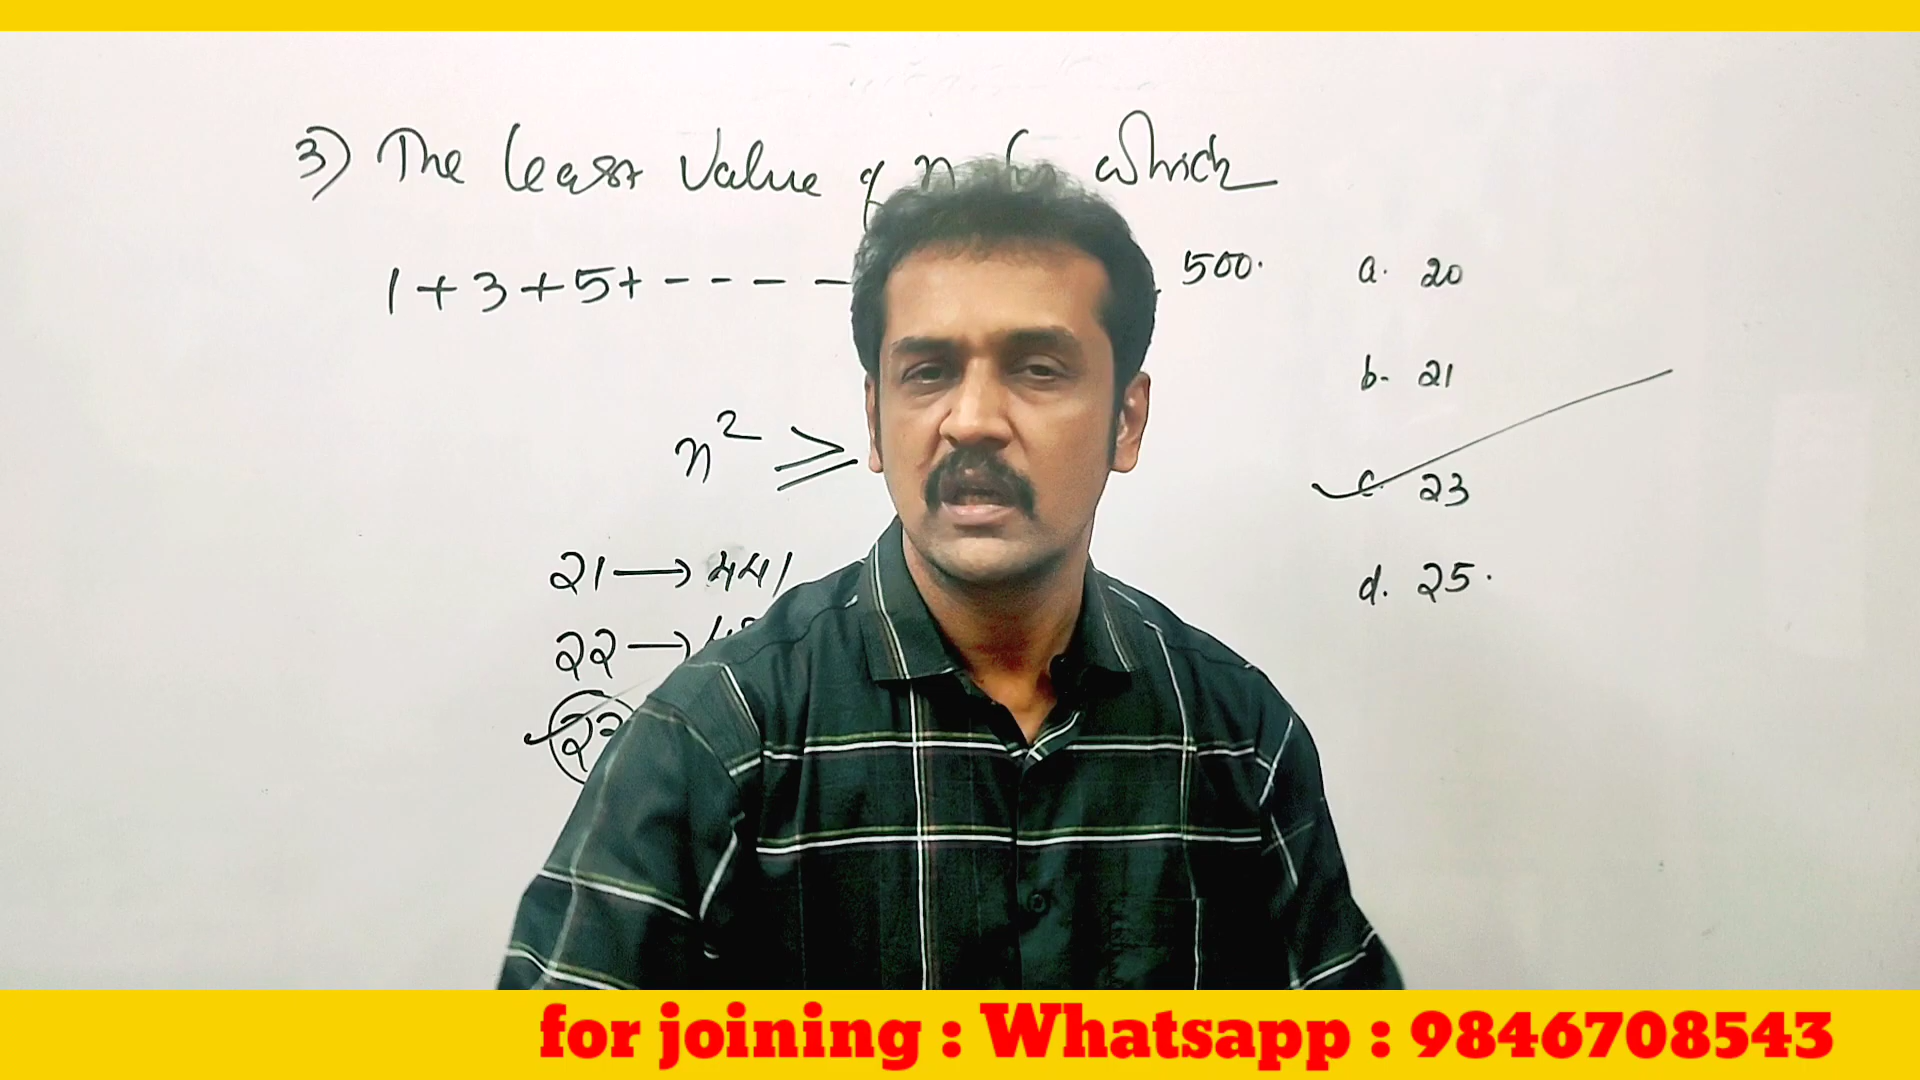 3) The least value of n for which
1 + 3 + 5 + - - - - 500.
a. 20
b. 21
c. 23
d. 25.
n² ≥
21 → 441
22 →
for joining : Whatsapp : 9846708543